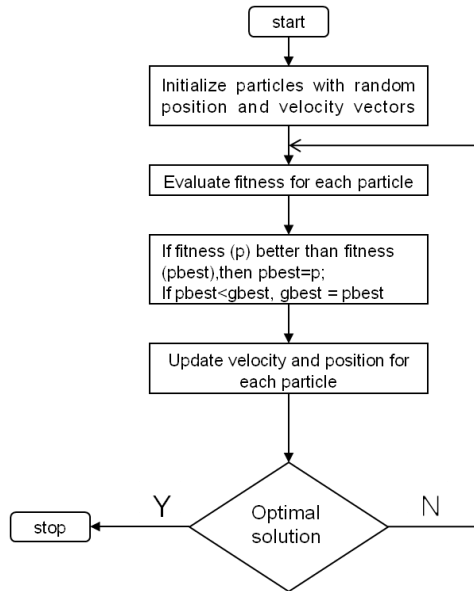 start
Initialize particles with random
position and velocity vectors
Evaluate fitness for each particle
If fitness (p) better than fitness
(pbest),then pbest=p;
If pbest<gbest, gbest = pbest
Update velocity and position for
each particle
Y
N
Optimal
solution
stop